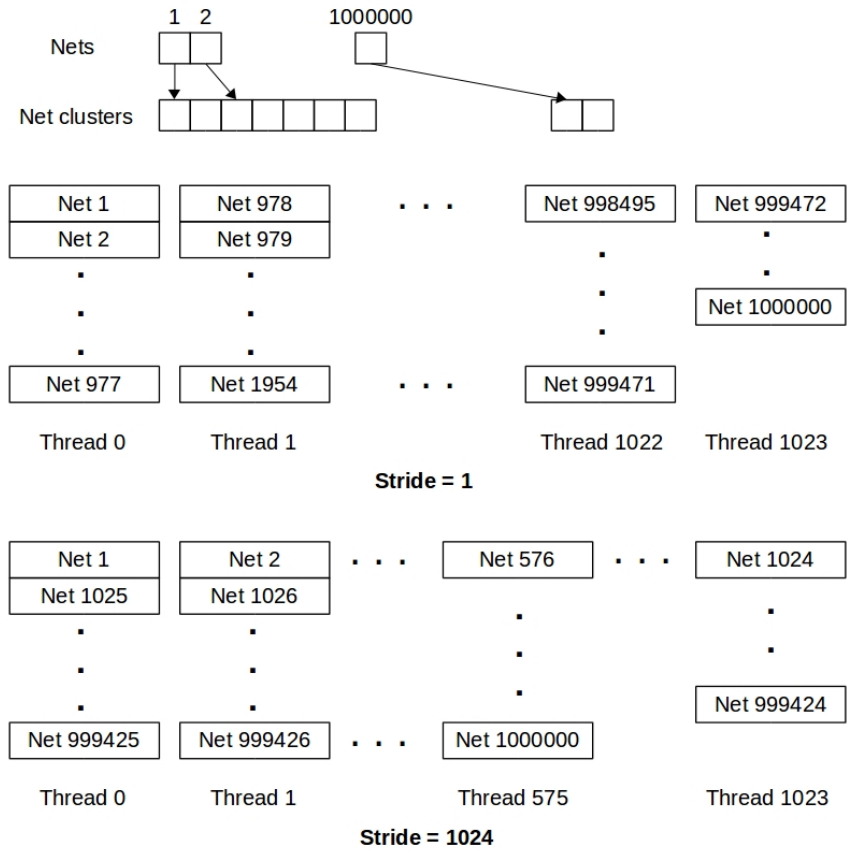 1 2 1000000
Nets
Net clusters
Net 1 Net 978 . . . Net 998495 Net 999472
Net 2 Net 979
Net 1000000
Net 977 Net 1954 . . . Net 999471
Thread 0 Thread 1 Thread 1022 Thread 1023
Stride = 1
Net 1 Net 2 . . . Net 576 . . . Net 1024
Net 1025 Net 1026
Net 999424
Net 999425 Net 999426 . . . Net 1000000
Thread 0 Thread 1 Thread 575 Thread 1023
Stride = 1024